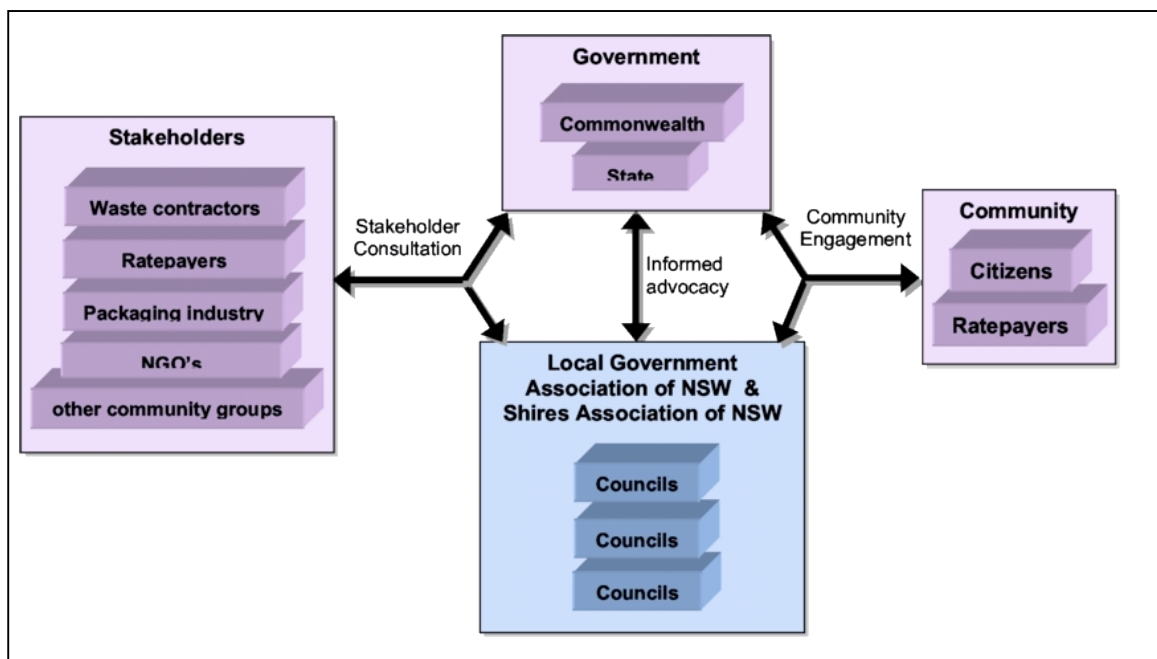 Government
Commonwealth
State
Stakeholders
Waste contractors
Ratepayers
Packaging industry
NGO's
other community groups
Stakeholder
Consultation
Informed
advocacy
Community
Engagement
Community
Citizens
Ratepayers
Local Government
Association of NSW &
Shires Association of NSW
Councils
Councils
Councils